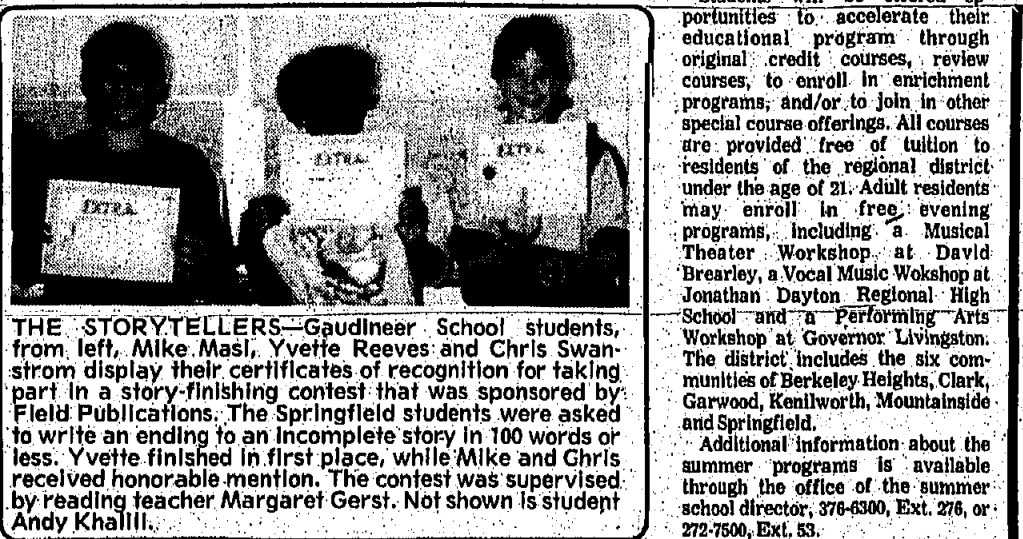 EXTRA
EXTRA
EXTRA
THE STORYTELLERS—Gaudineer School students,
from left, Mike Masi, Yvette Reeves and Chris Swan-
strom display their certificates of recognition for taking
part in a story-finishing contest that was sponsored by
Field Publications. The Springfield students were asked
to write an ending to an incomplete story in 100 words or
less. Yvette finished in first place, while Mike and Chris
received honorable mention. The contest was supervised
by reading teacher Margaret Gerst. Not shown is student
Andy Khalili.
portunities to accelerate their
educational program through
original credit courses, review
courses, to enroll in enrichment
programs, and/or to join in other
special course offerings. All courses
are provided free of tuition to
residents of the regional district
under the age of 21. Adult residents
may enroll in free evening
programs, including a Musical
Theater Workshop at David
Brearley, a Vocal Music Wokshop at
Jonathan Dayton Regional High
School and a Performing Arts
Workshop at Governor Livingston.
The district includes the six com-
munities of Berkeley Heights, Clark,
Garwood, Kenilworth, Mountainside
and Springfield.
Additional information about the
summer programs is available
through the office of the summer
school director, 376-6300, Ext. 276, or
272-7500, Ext. 53.